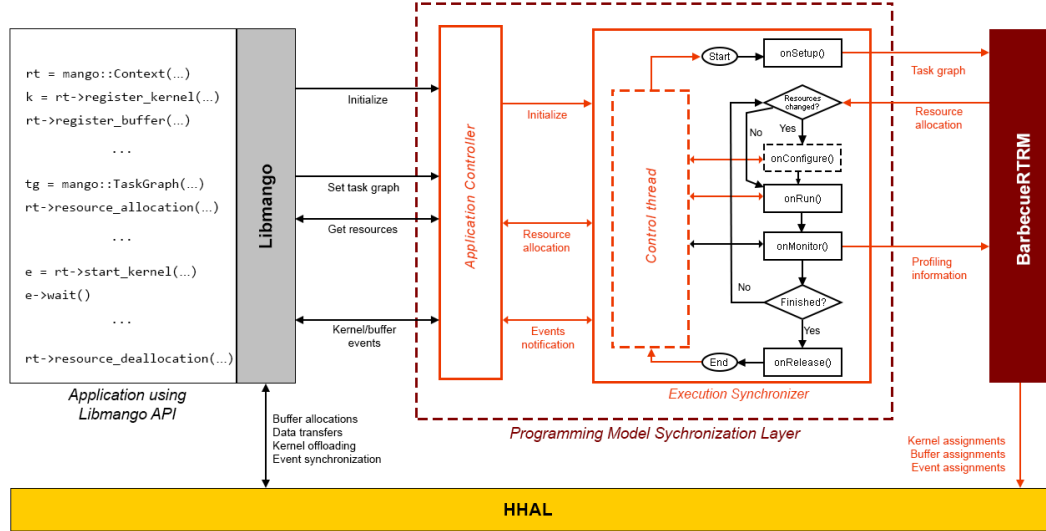 rt = mango::Context(...)
k = rt->register_kernel(...)
rt->register_buffer(...)
...
tg = mango::TaskGraph(…)
rt->resource_allocation(...)
...
e = rt->start_kernel(…)
e->wait()
...
rt->resource_deallocation(...)
Application using
Libmango API
Libmango
Initialize
Set task graph
Get resources
Kernel/buffer
events
Buffer allocations
Data transfers
Kernel offloading
Event synchronization
Application Controller
Initialize
Resource
allocation
Events
notification
Control thread
Start
onSetup()
Resources
changed?
No
Yes
onConfigure()
onRun()
onMonitor()
No
Finished?
Yes
End
onRelease()
Execution Synchronizer
Programming Model Sychronization Layer
Task graph
Resource
allocation
Profiling
information
BarbecueRTRM
Kernel assignments
Buffer assignments
Event assignments
HHAL